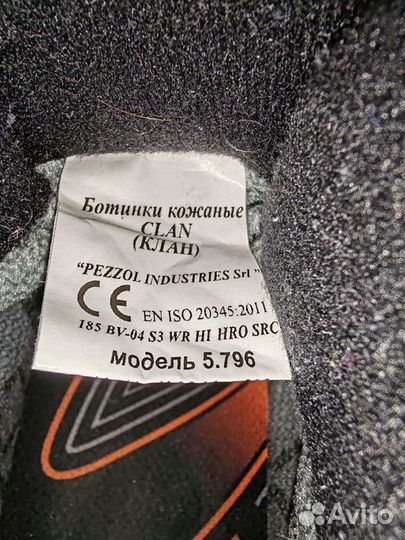 Ботинки кожаные
CLAN
(КЛАН)
"PEZZOL INDUSTRIES Srl"
CE EN ISO 20345:2011
185 BV-04 S3 WR HI HRO SRC
модель 5.796
Avito